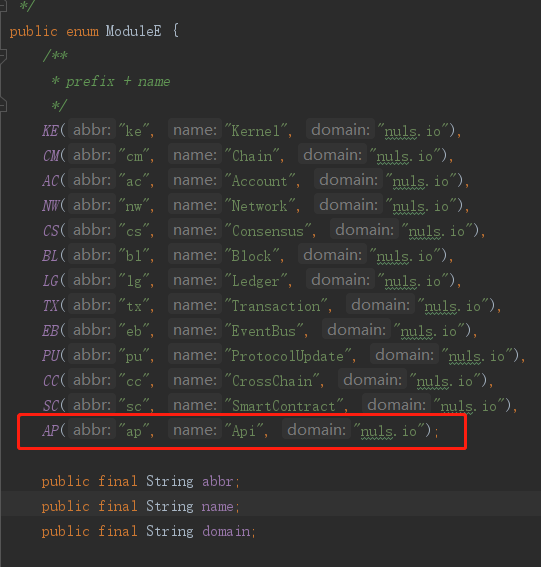 */
public enum ModuleE {
/**
* prefix + name
*/
KE( abbr: "ke", name: "Kernel", domain: "nuls.io"),
CM( abbr: "cm", name: "Chain", domain: "nuls.io"),
AC( abbr: "ac", name: "Account", domain: "nuls.io"),
NW( abbr: "nw", name: "Network", domain: "nuls.io"),
CS( abbr: "cs", name: "Consensus", domain: "nuls.io"),
BL( abbr: "bl", name: "Block", domain: "nuls.io"),
LG( abbr: "lg", name: "Ledger", domain: "nuls.io"),
TX( abbr: "tx", name: "Transaction", domain: "nuls.io"),
EB( abbr: "eb", name: "EventBus", domain: "nuls.io"),
PU( abbr: "pu", name: "ProtocolUpdate", domain: "nuls.io"),
CC( abbr: "cc", name: "CrossChain", domain: "nuls.io"),
SC( abbr: "sc", name: "SmartContract", domain: "nuls.io"),
AP( abbr: "ap", name: "Api", domain: "nuls.io");
public final String abbr;
public final String name;
public final String domain;